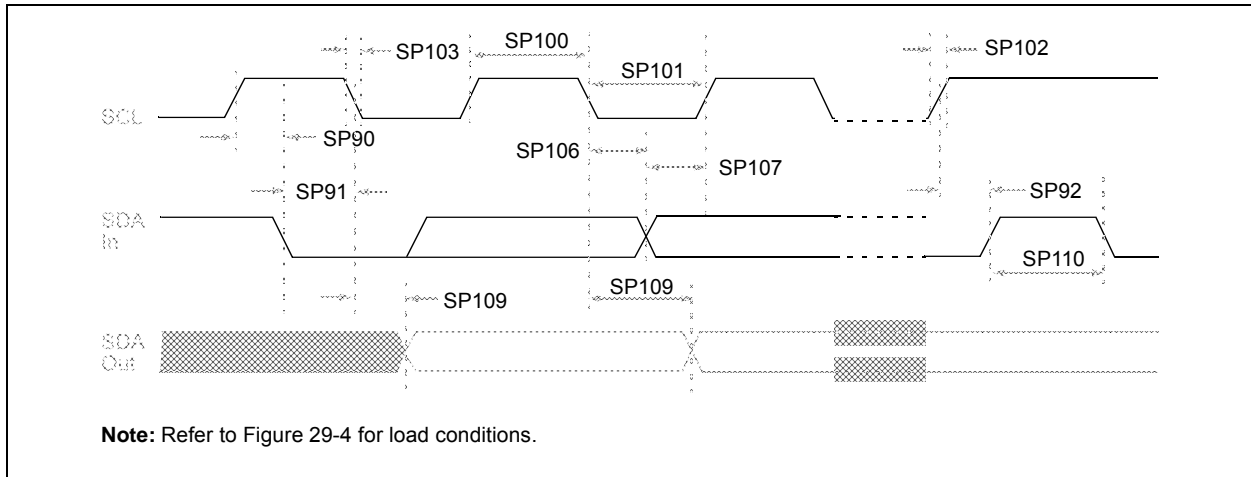 SP103
SP100
SP102
SP101
SCL
SP90
SP106
SP107
SP91
SP92
SDA
In
SP110
SP109
SP109
SDA
Out
Note: Refer to Figure 29-4 for load conditions.